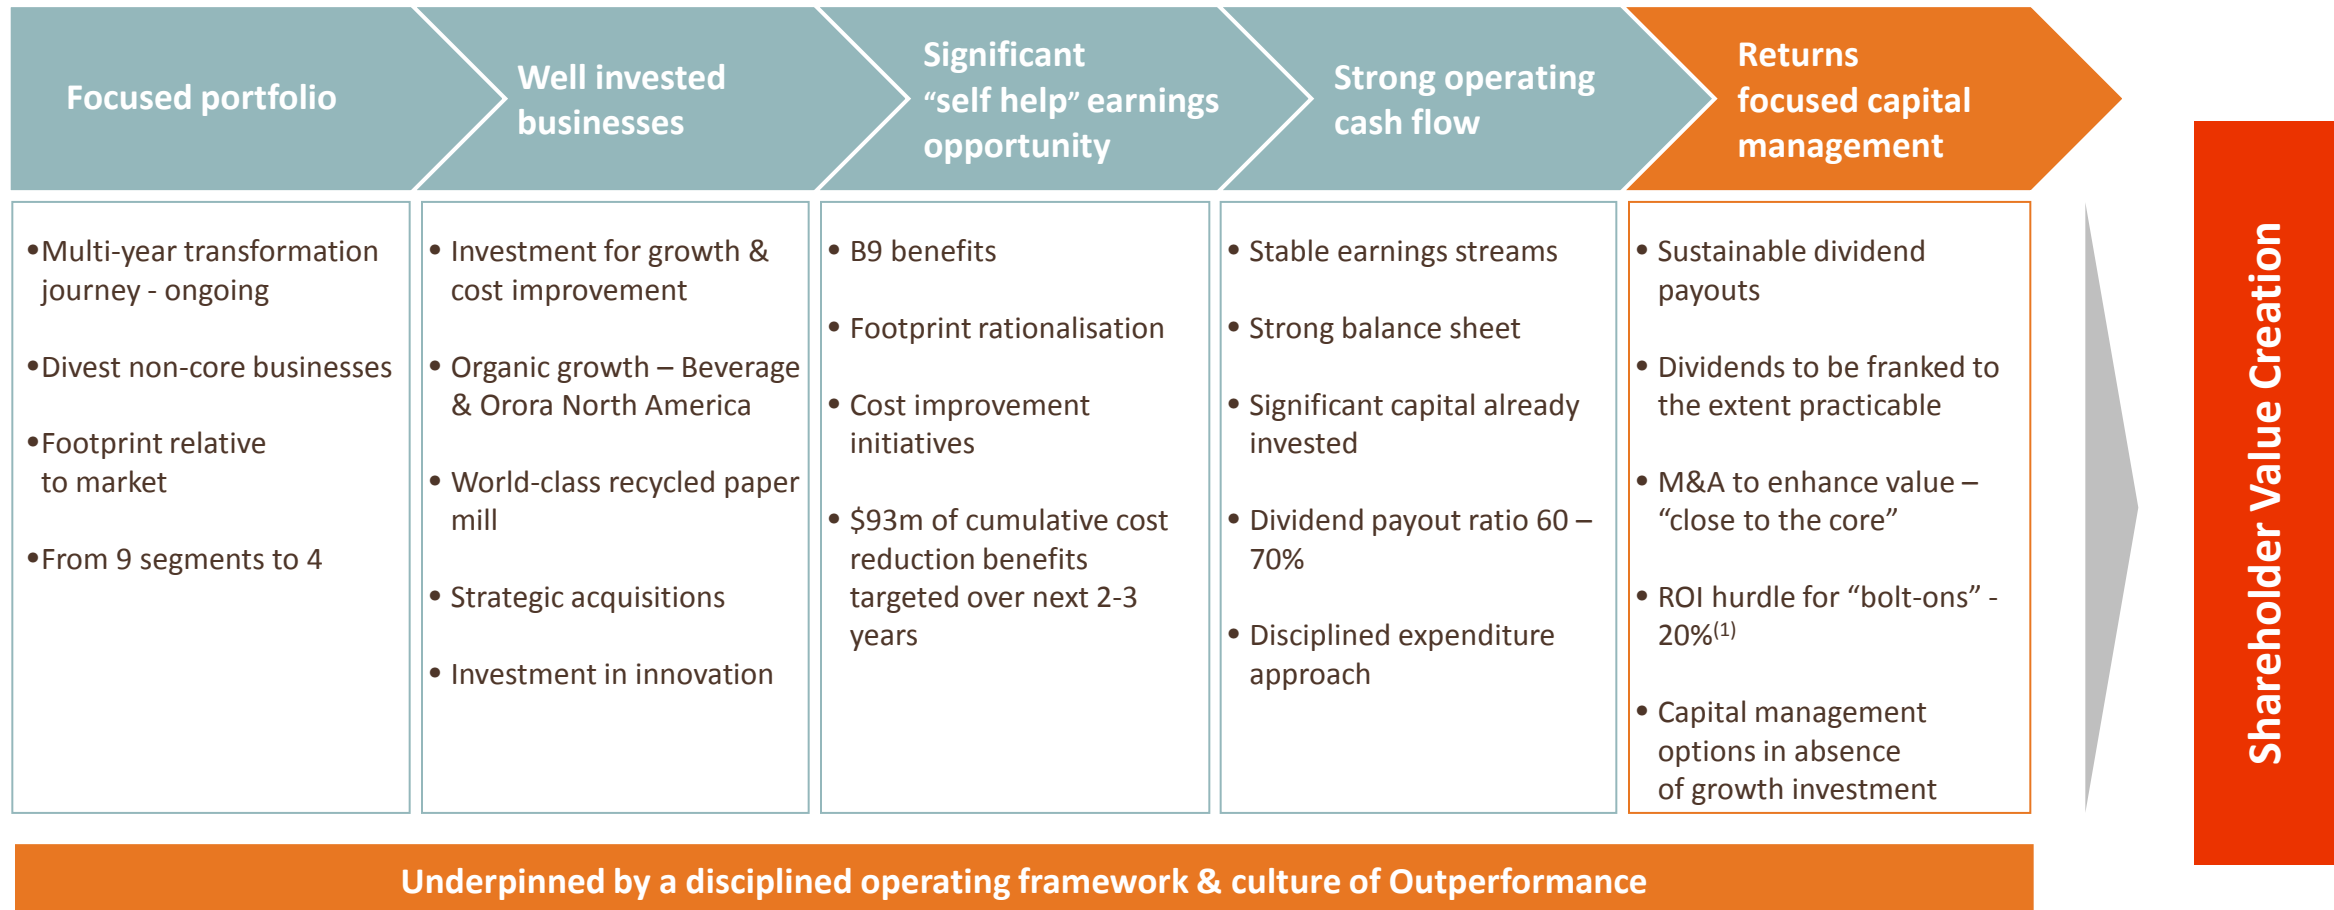 Focused portfolio
Well invested
businesses
Significant
“self help” earnings
opportunity
Strong operating
cash flow
Returns
focused capital
management
•Multi-year transformation
journey - ongoing
•Divest non-core businesses
•Footprint relative
to market
•From 9 segments to 4
• Investment for growth &
cost improvement
• Organic growth – Beverage
& Orora North America
• World-class recycled paper
mill
• Strategic acquisitions
• Investment in innovation
• B9 benefits
• Footprint rationalisation
• Cost improvement
initiatives
• $93m of cumulative cost
reduction benefits
targeted over next 2-3
years
• Stable earnings streams
• Strong balance sheet
• Significant capital already
invested
• Dividend payout ratio 60 –
70%
• Disciplined expenditure
approach
• Sustainable dividend
payouts
• Dividends to be franked to
the extent practicable
• M&A to enhance value –
“close to the core”
• ROI hurdle for “bolt-ons” -
20%(1)
• Capital management
options in absence
of growth investment
Shareholder Value Creation
Underpinned by a disciplined operating framework & culture of Outperformance